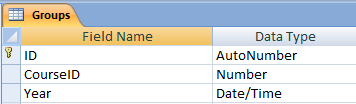 Groups
Field Name Data Type
ID AutoNumber
CourseID Number
Year Date/Time